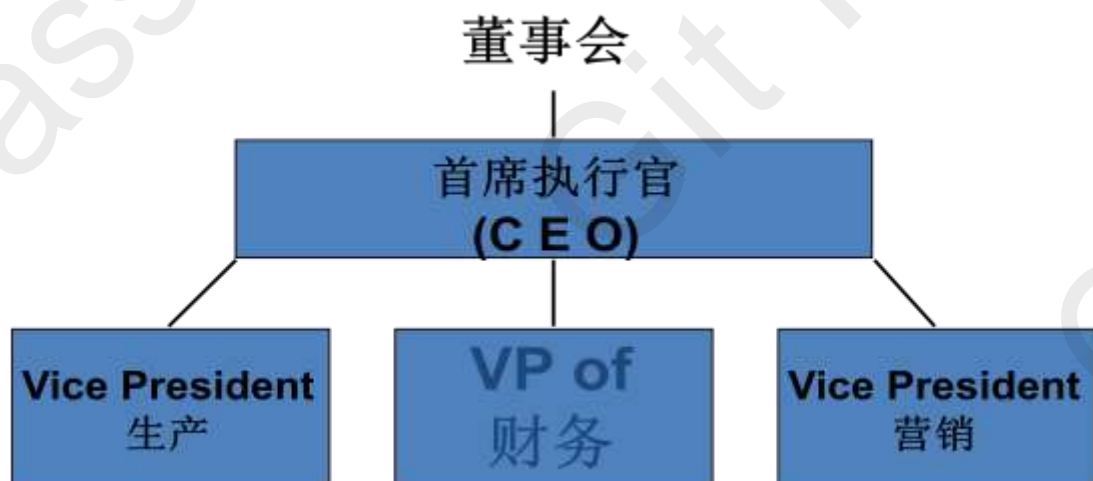 董事会
首席执行官
(C E O)
Vice President
生产
VP of
财务
Vice President
营销